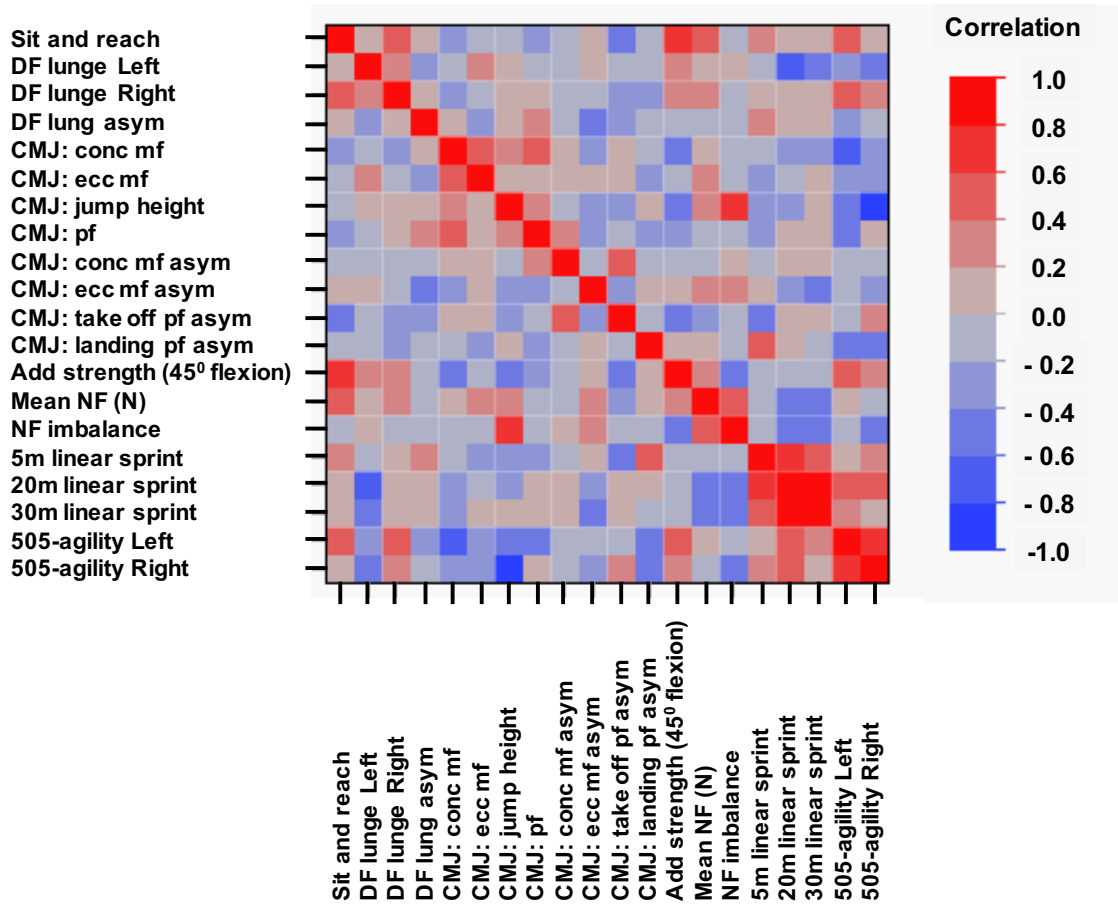 Correlation
Sit and reach
DF lunge Left
DF lunge Right
DF lung asym
CMJ: conc mf
CMJ: ecc mf
CMJ: jump height
CMJ: pf
CMJ: conc mf asym
CMJ: ecc mf asym
CMJ: take off pf asym
CMJ: landing pf asym
Add strength (45⁰ flexion)
Mean NF (N)
NF imbalance
5m linear sprint
20m linear sprint
30m linear sprint
505-agility Left
505-agility Right
1.0
0.8
0.6
0.4
0.2
0.0
- 0.2
- 0.4
- 0.6
- 0.8
-1.0
Sit and reach
DF lunge Left
DF lunge Right
DF lung asym
CMJ: conc mf
CMJ: ecc mf
CMJ: jump height
CMJ: pf
CMJ: conc mf asym
CMJ: ecc mf asym
CMJ: take off pf asym
CMJ: landing pf asym
Add strength (45⁰ flexion)
Mean NF (N)
NF imbalance
5m linear sprint
20m linear sprint
30m linear sprint
505-agility Left
505-agility Right